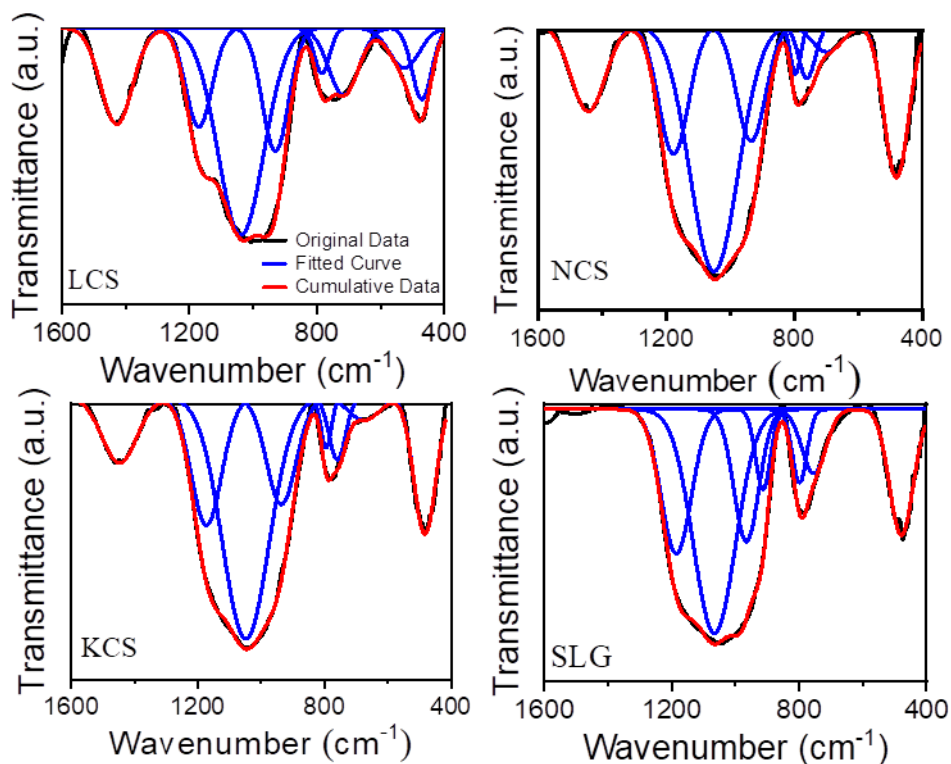 Transmittance (a.u.)
Original Data
Fitted Curve
Cumulative Data
LCS
1600 1200 800 400
Wavenumber (cm⁻¹)
Transmittance (a.u.)
NCS
1600 1200 800 400
Wavenumber (cm⁻¹)
Transmittance (a.u.)
KCS
1600 1200 800 400
Wavenumber (cm⁻¹)
Transmittance (a.u.)
SLG
1600 1200 800 400
Wavenumber (cm⁻¹)